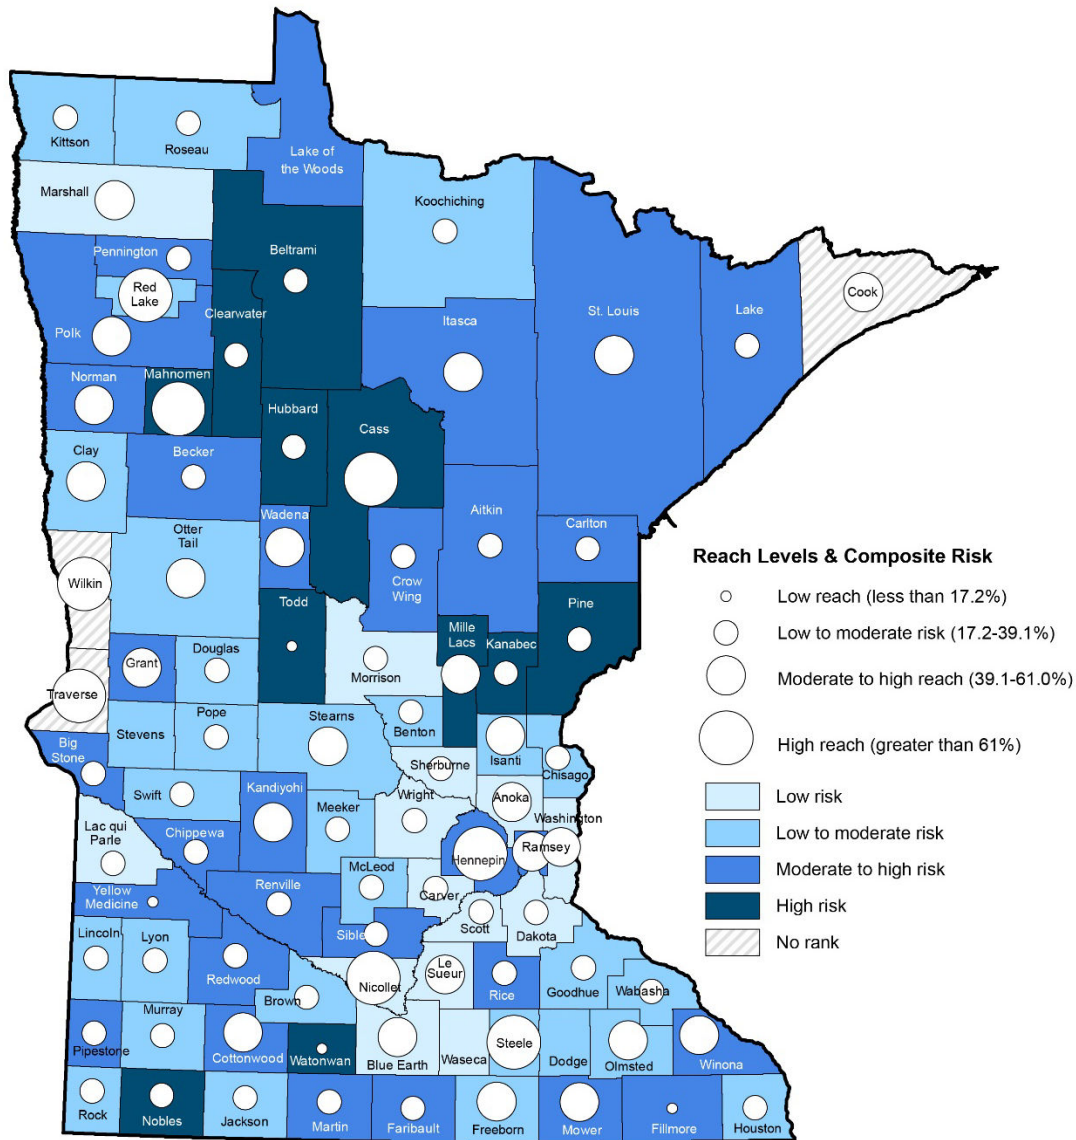 Kittson
Roseau
Lake of
the Woods
Marshall
Koochiching
Pennington
Beltrami
Red
Lake
Clearwater
Cook
Polk
Itasca
St. Louis
Lake
Norman
Mahnomen
Hubbard
Cass
Clay
Becker
Aitkin
Otter
Tail
Wadena
Carlton
Wilkin
Crow
Wing
Todd
Pine
Mille
Lacs
Kanabec
Grant
Douglas
Morrison
Traverse
Stevens
Pope
Stearns
Benton
Isanti
Big
Stone
Sherburne
Chisago
Swift
Kandiyohi
Meeker
Wright
Anoka
Washington
Lac qui
Parle
Chippewa
Hennepin
Ramsey
McLeod
Yellow
Medicine
Renville
Carver
Scott
Dakota
Lincoln
Lyon
Sible
Redwood
Le
Sueur
Nicollet
Rice
Goodhue
Wabasha
Brown
Murray
Pipestone
Cottonwood
Watonwan
Blue Earth
Waseca
Steele
Dodge
Olmsted
Winona
Rock
Nobles
Jackson
Martin
Faribault
Freeborn
Mower
Fillmore
Houston
Reach Levels & Composite Risk
Low reach (less than 17.2%)
Low to moderate risk (17.2-39.1%)
Moderate to high reach (39.1-61.0%)
High reach (greater than 61%)
Low risk
Low to moderate risk
Moderate to high risk
High risk
No rank